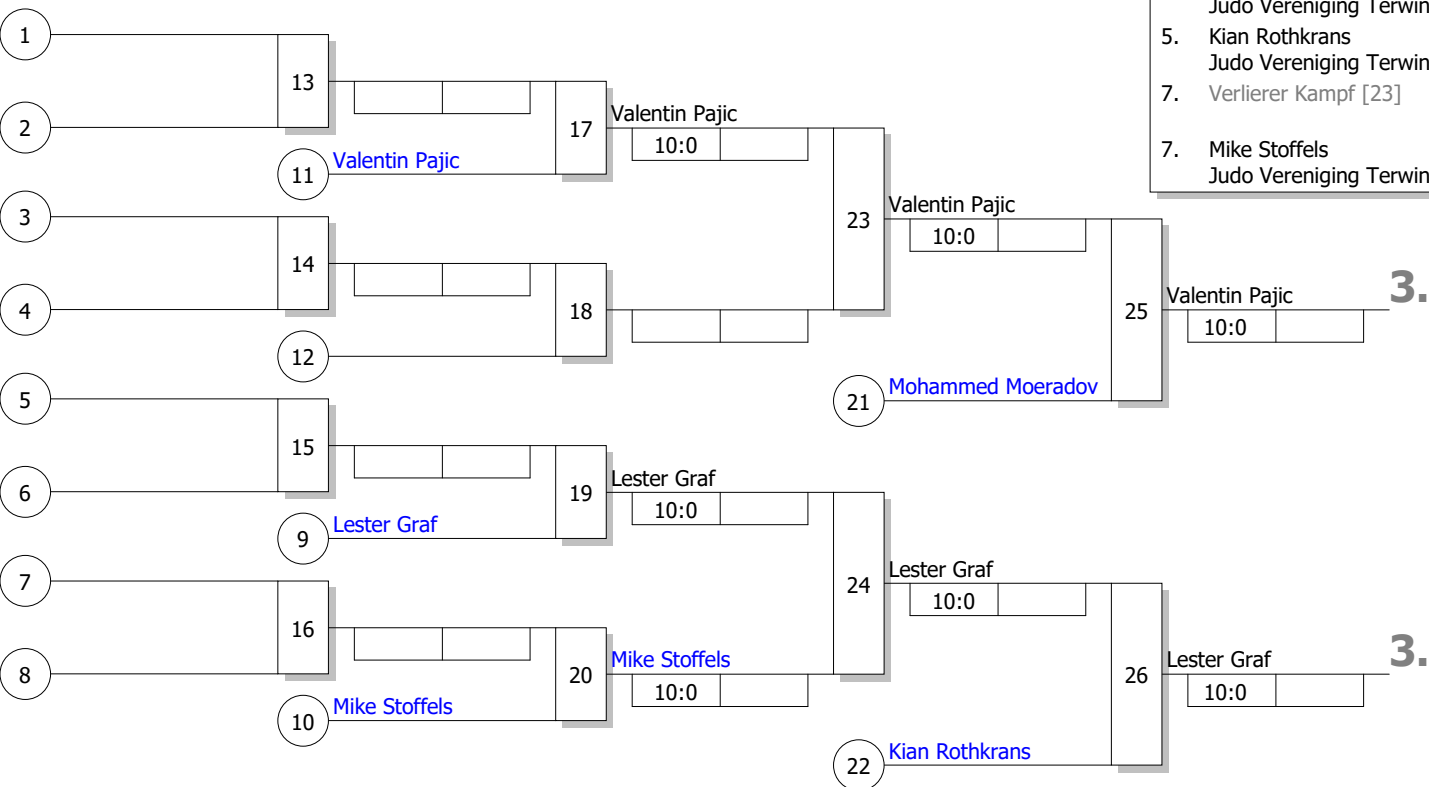 Judo Vereniging Terwin
5. Kian Rothkrans
Judo Vereniging Terwin
7. Verlierer Kampf [23]
7. Mike Stoffels
Judo Vereniging Terwin
1
13
2
17
Valentin Pajic
10:0
11
Valentin Pajic
3
23
Valentin Pajic
10:0
14
4
18
25
Valentin Pajic
3.
10:0
12
5
21
Mohammed Moeradov
15
6
19
Lester Graf
10:0
9
Lester Graf
7
24
Lester Graf
10:0
16
8
20
Mike Stoffels
10:0
26
Lester Graf
3.
10:0
10
Mike Stoffels
22
Kian Rothkrans